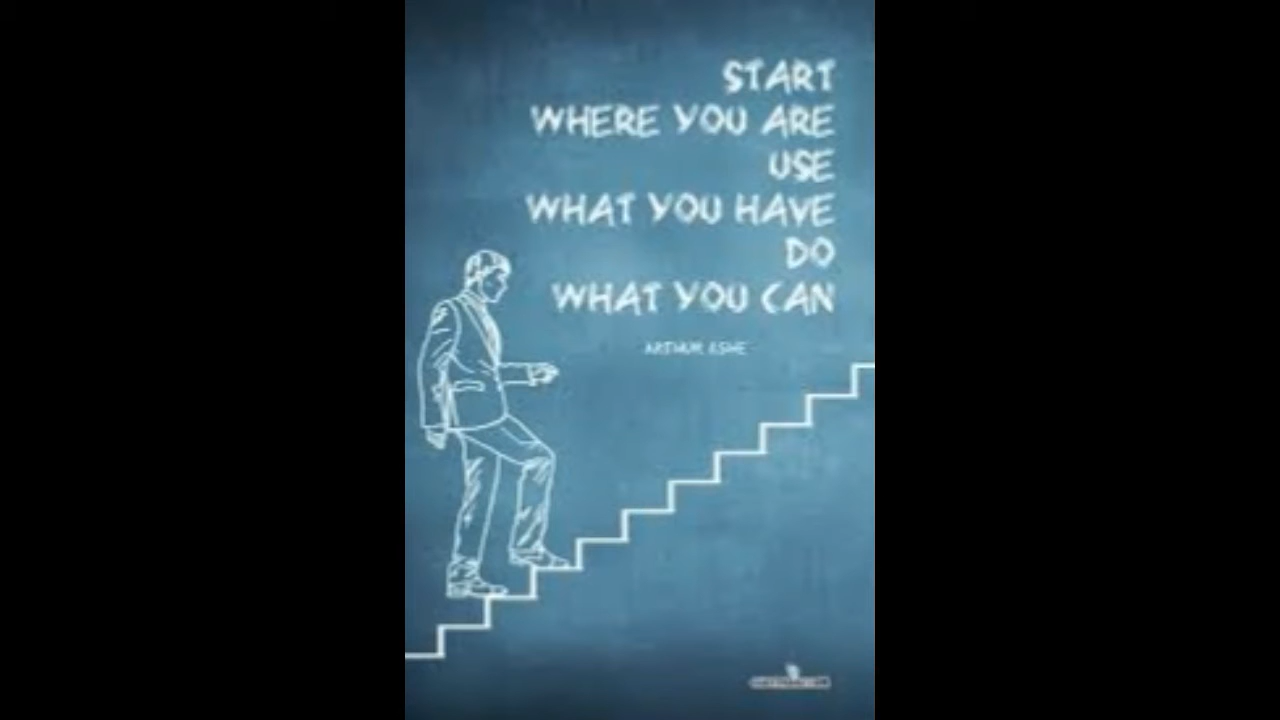 START
WHERE YOU ARE
USE
WHAT YOU HAVE
DO
WHAT YOU CAN
ARTHUR ASHE